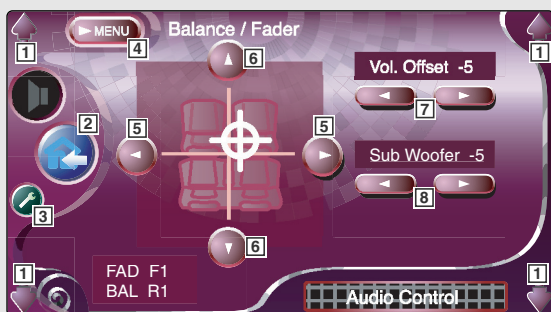 1
▶MENU
4
Balance / Fader
6
1
Vol. Offset -5
7
2
5
5
Sub Woofer -5
8
3
6
1
FAD F1
BAL R1
1
Audio Control